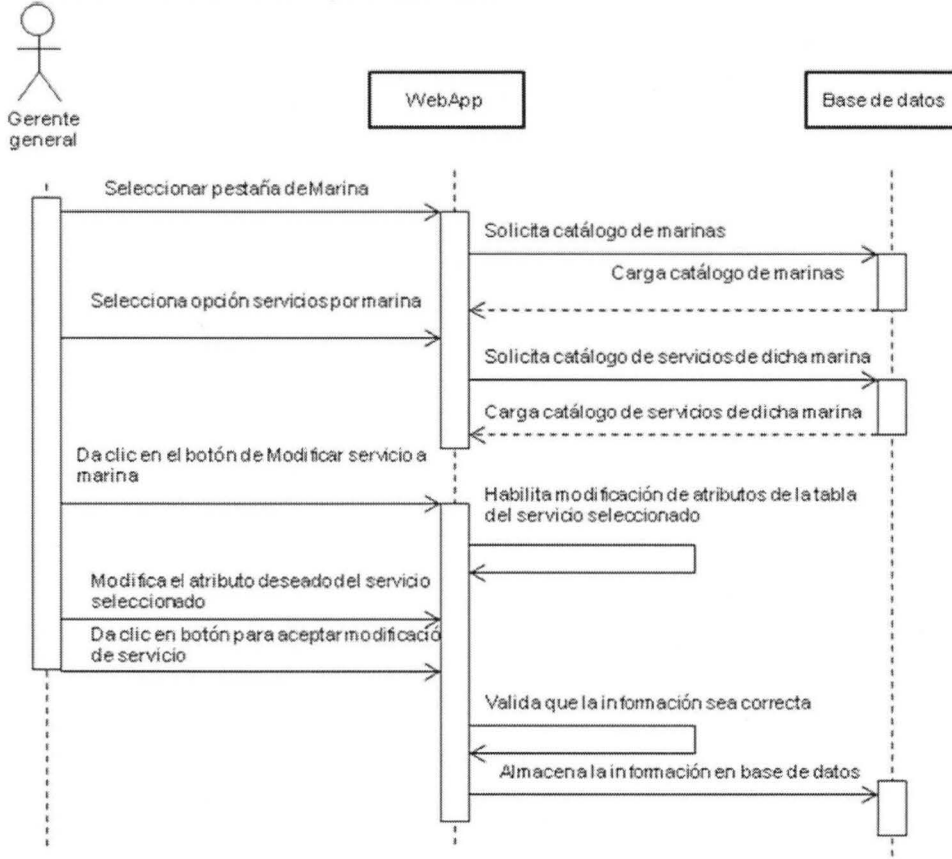 Gerente
general
WebApp
Base de datos
Seleccionar pestaña de Marina
Solicita catálogo de marinas
Carga catálogo de marinas
Selecciona opción servicios por marina
Solicita catálogo de servicios de dicha marina
Carga catálogo de servicios de dicha marina
Da clic en el botón de Modificar servicio a
marina
Habilita modificación de atributos de la tabla
del servicio seleccionado
Modifica el atributo deseado del servicio
seleccionado
Da clic en botón para aceptar modificació
de servicio
Valida que la información sea correcta
Almacena la información en base de datos